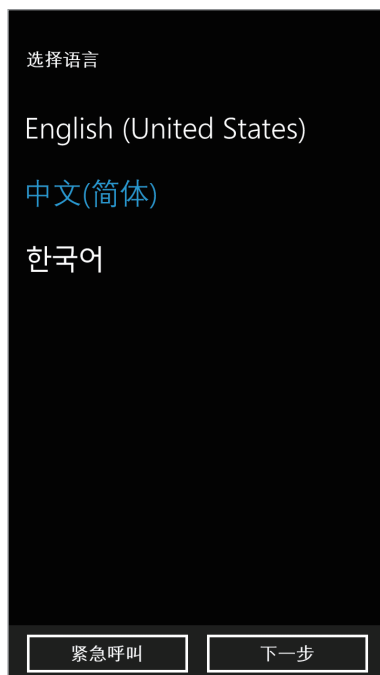 选择语言
English (United States)
中文(简体)
한국어
紧急呼叫
下一步